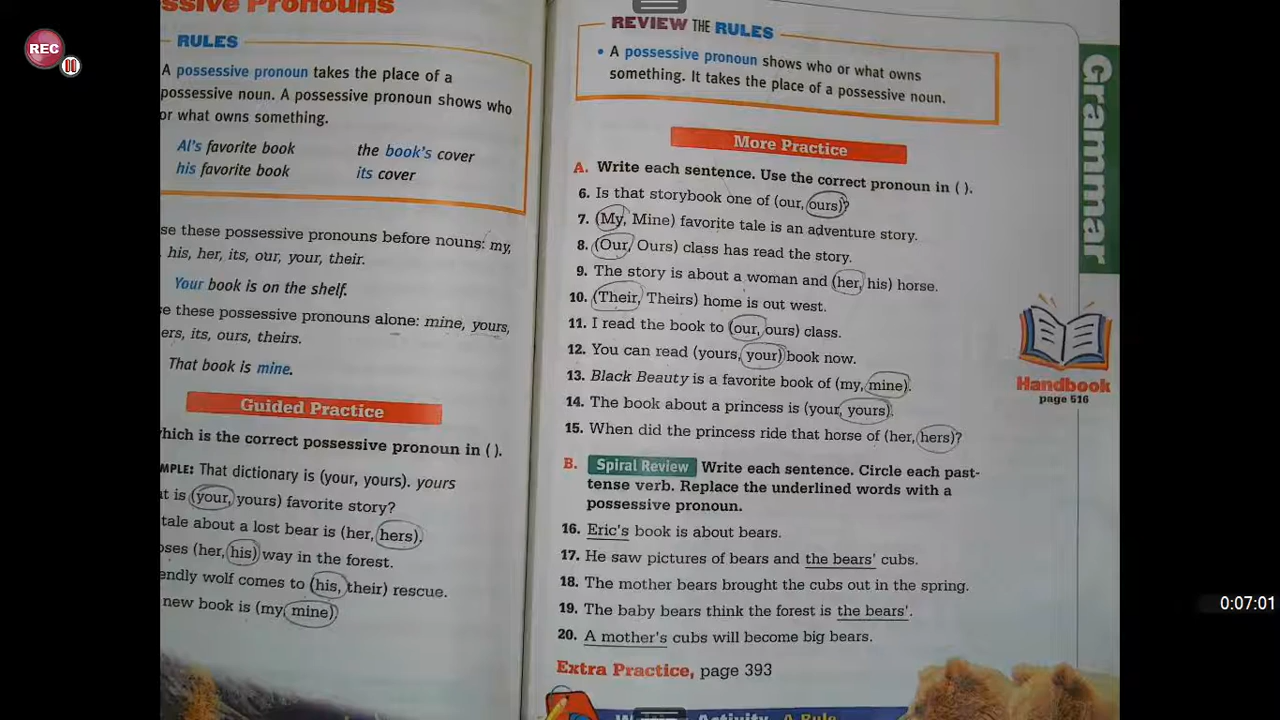 ssive Pronouns
RULES
A possessive pronoun takes the place of a
possessive noun. A possessive pronoun shows who
or what owns something.
Al's favorite book the book's cover
his favorite book its cover
se these possessive pronouns before nouns: my,
his, her, its, our, your, their.
Your book is on the shelf.
se these possessive pronouns alone: mine, yours,
ers, its, ours, theirs.
That book is mine.
Guided Practice
hich is the correct possessive pronoun in ( ).
MPLE: That dictionary is (your, yours). yours
t is (your, yours) favorite story?
tale about a lost bear is (her, hers).
oses (her, his) way in the forest.
endly wolf comes to (his, their) rescue.
new book is (my, mine)
REVIEW THE RULES
• A possessive pronoun shows who or what owns
something. It takes the place of a possessive noun.
More Practice
A. Write each sentence. Use the correct pronoun in ( ).
6. Is that storybook one of (our, ours)?
7. (My, Mine) favorite tale is an adventure story.
8. (Our, Ours) class has read the story.
9. The story is about a woman and (her, his) horse.
10. (Their, Theirs) home is out west.
11. I read the book to (our, ours) class.
12. You can read (yours, your) book now.
13. Black Beauty is a favorite book of (my, mine).
14. The book about a princess is (your, yours).
15. When did the princess ride that horse of (her, hers)?
B. Spiral Review Write each sentence. Circle each past-
tense verb. Replace the underlined words with a
possessive pronoun.
16. Eric's book is about bears.
17. He saw pictures of bears and the bears' cubs.
18. The mother bears brought the cubs out in the spring.
19. The baby bears think the forest is the bears'.
20. A mother's cubs will become big bears.
Extra Practice, page 393
Activity A Rule
Grammar
Handbook
page 516
REC
0:07:01